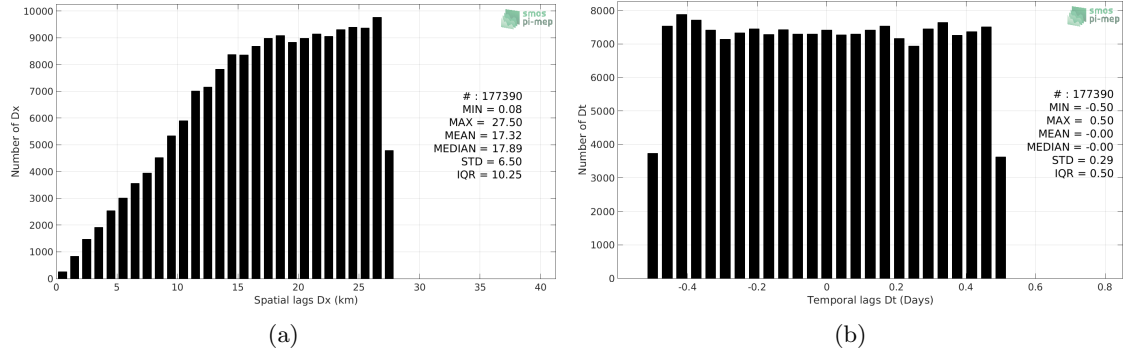 10000
9000
8000
7000
6000
5000
4000
3000
2000
1000
0
Number of Dx
smos
pi-mep
# : 177390
MIN = 0.08
MAX = 27.50
MEAN = 17.32
MEDIAN = 17.89
STD = 6.50
IQR = 10.25
0 5 10 15 20 25 30 35 40
Spatial lags Dx (km)
(a)
8000
7000
6000
5000
4000
3000
2000
1000
0
Number of Dt
smos
pi-mep
# : 177390
MIN = -0.50
MAX = 0.50
MEAN = -0.00
MEDIAN = -0.00
STD = 0.29
IQR = 0.50
-0.4 -0.2 0 0.2 0.4 0.6 0.8
Temporal lags Dt (Days)
(b)